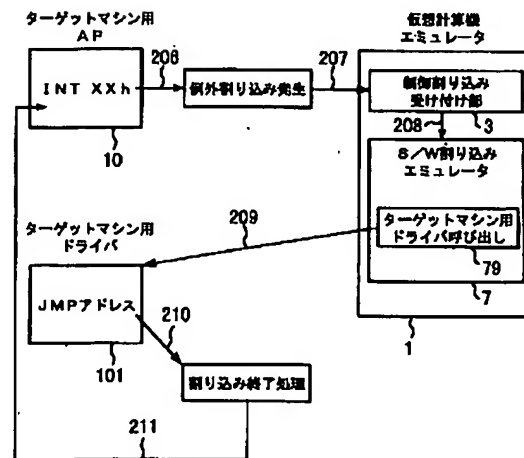 ターゲットマシン用
AP
INT XXh
10
206
例外割り込み発生
207
仮想計算機
エミュレータ
制御割り込み
受け付け部
3
208
S/W割り込み
エミュレータ
ターゲットマシン用
ドライバ呼び出し
79
7
1
209
ターゲットマシン用
ドライバ
JMPアドレス
101
210
割り込み終了処理
211